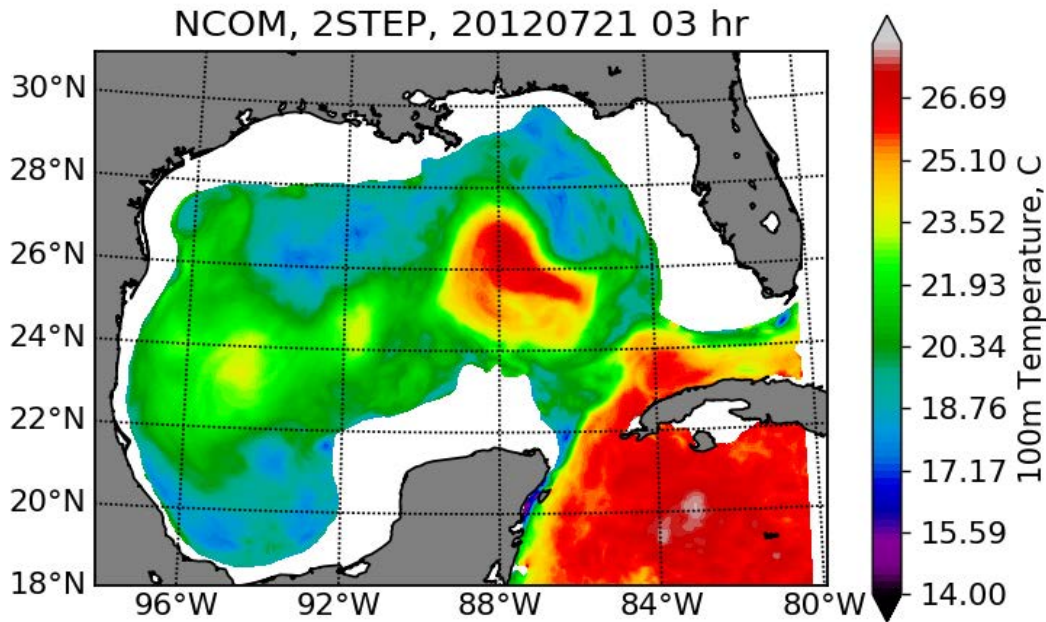 NCOM, 2STEP, 20120721 03 hr
30°N
28°N
26°N
24°N
22°N
20°N
18°N
96°W
92°W
88°W
84°W
80°W
26.69
25.10
23.52
21.93
20.34
18.76
17.17
15.59
14.00
100m Temperature, C